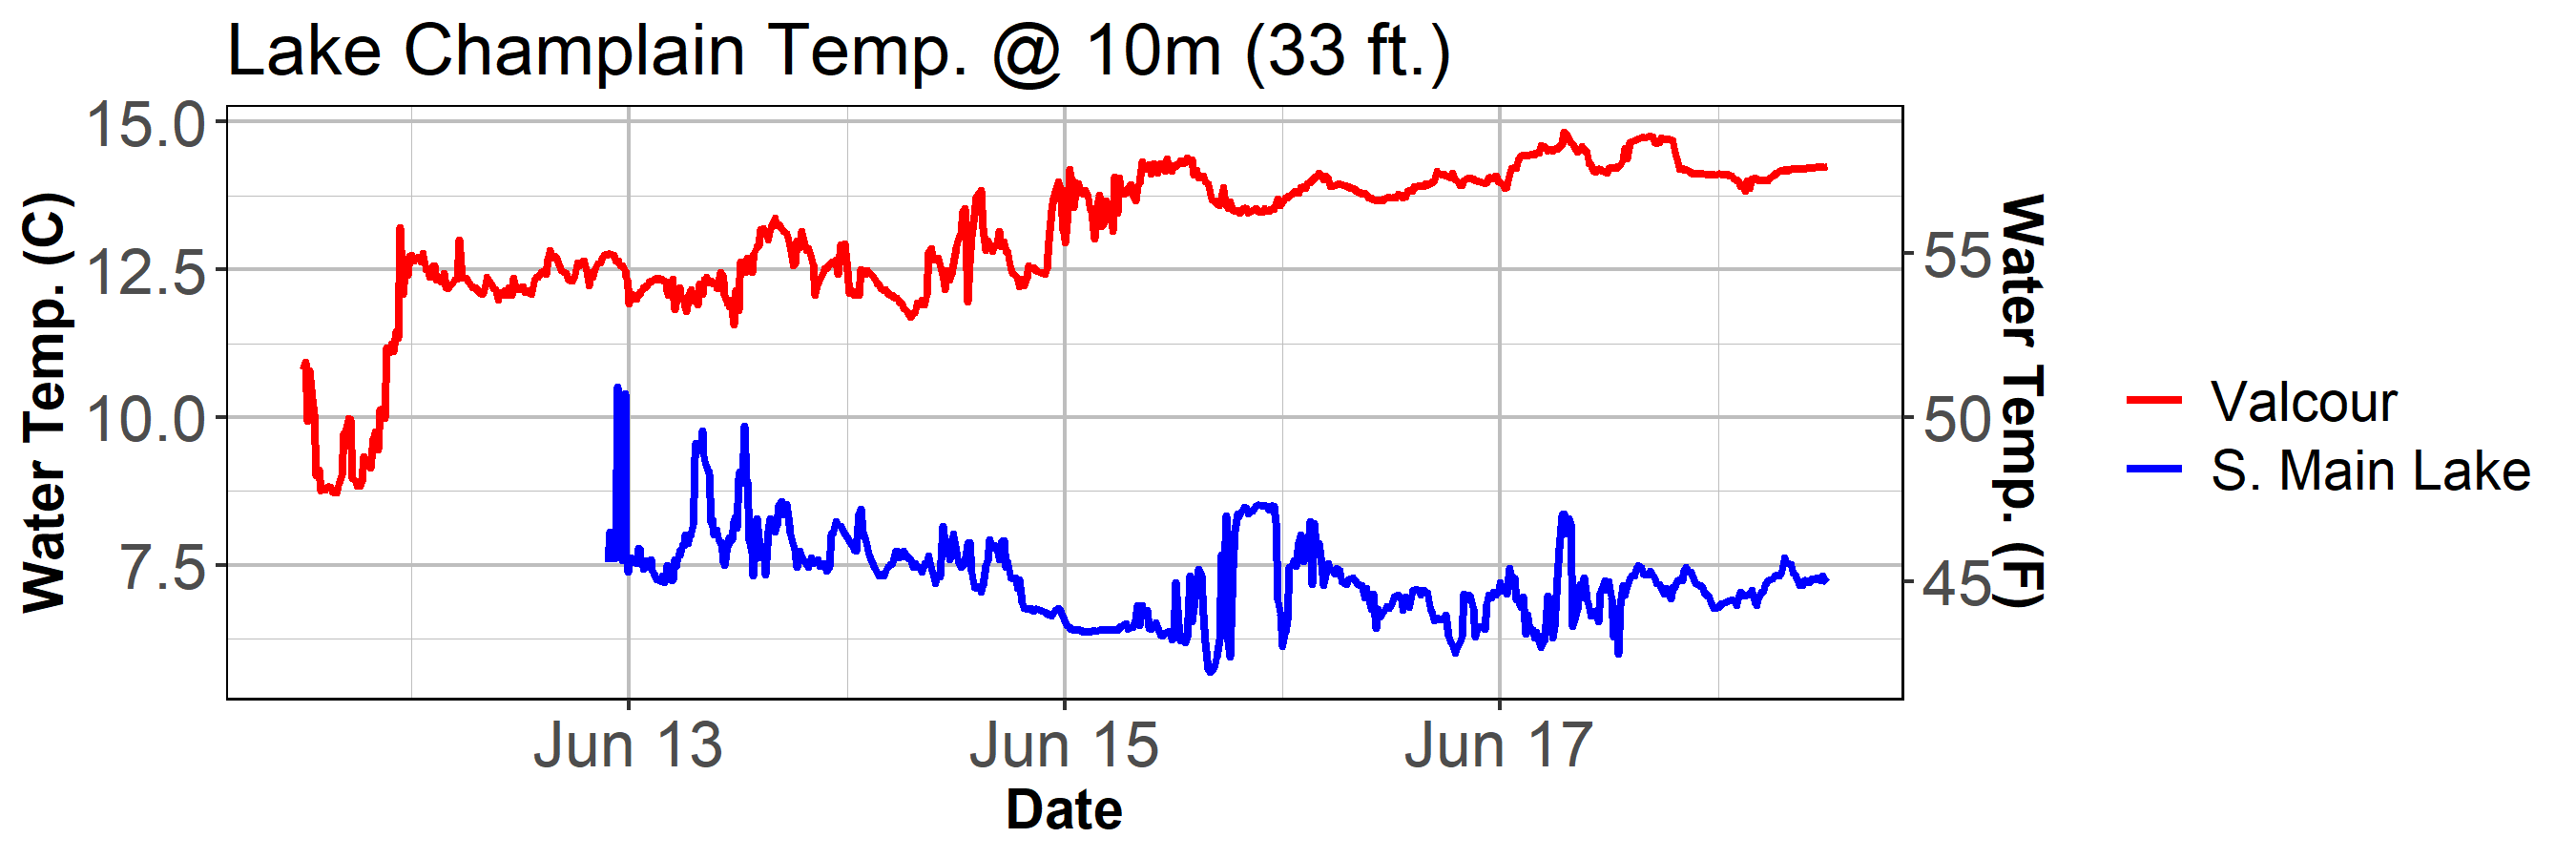 Lake Champlain Temp. @ 10m (33 ft.)
Water Temp. (C)
15.0
12.5
10.0
7.5
55
50
45
Water Temp. (F)
Jun 13
Jun 15
Jun 17
Date
Valcour
S. Main Lake